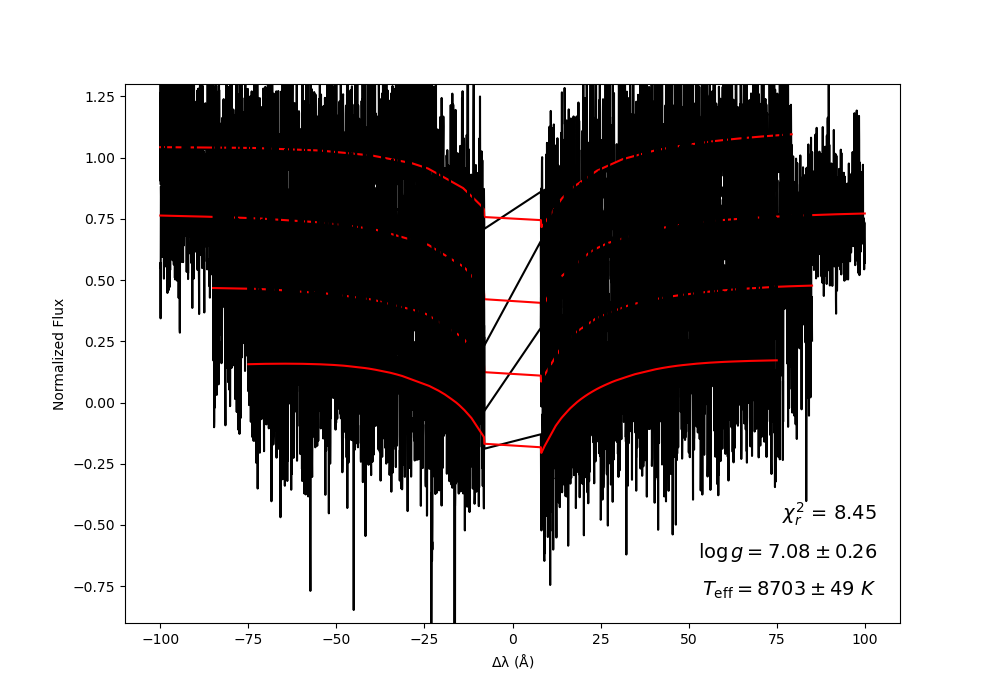 1.25
1.00
0.75
0.50
0.25
0.00
−0.25
−0.50
−0.75
Normalized Flux
χ²ᵣ = 8.45
log g = 7.08 ± 0.26
T_eff = 8703 ± 49 K
−100 −75 −50 −25 0 25 50 75 100
Δλ (Å)